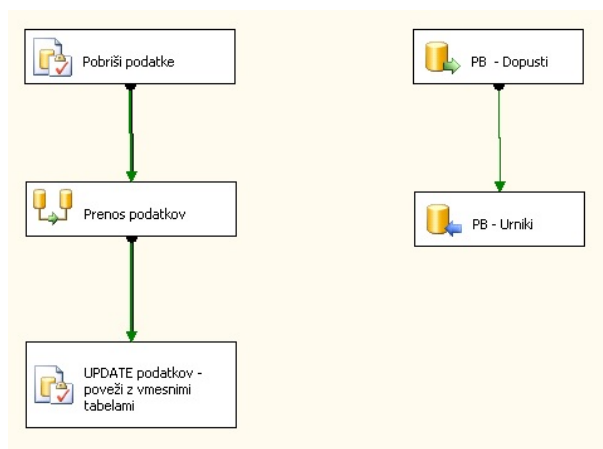 Pobriši podatke
Prenos podatkov
UPDATE podatkov -
poveži z vmesnimi
tabelami
PB - Dopusti
PB - Urniki